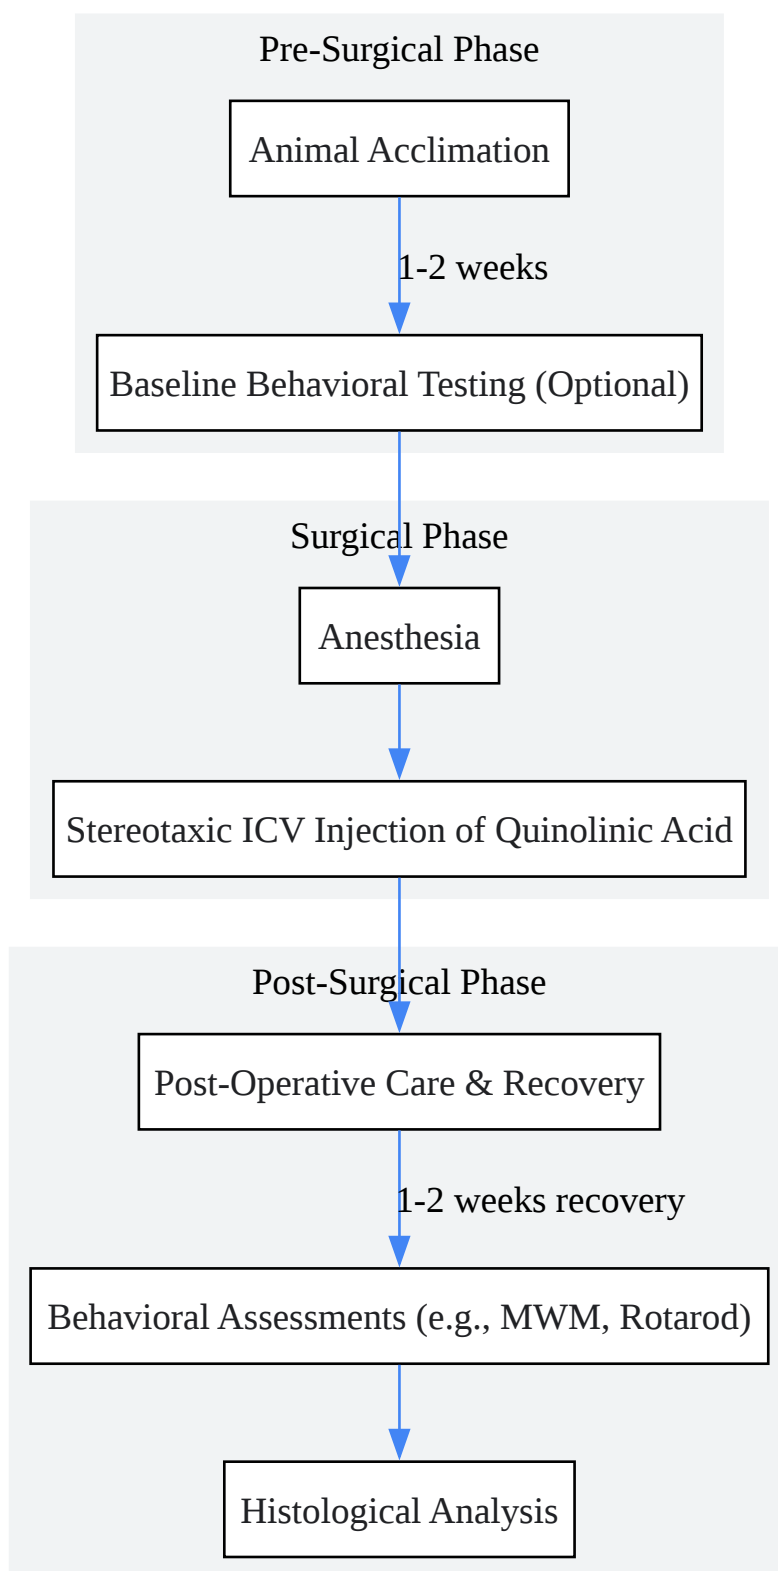 Pre-Surgical Phase
Animal Acclimation
1-2 weeks
Baseline Behavioral Testing (Optional)
Surgical Phase
Anesthesia
Stereotaxic ICV Injection of Quinolinic Acid
Post-Surgical Phase
Post-Operative Care & Recovery
1-2 weeks recovery
Behavioral Assessments (e.g., MWM, Rotarod)
Histological Analysis